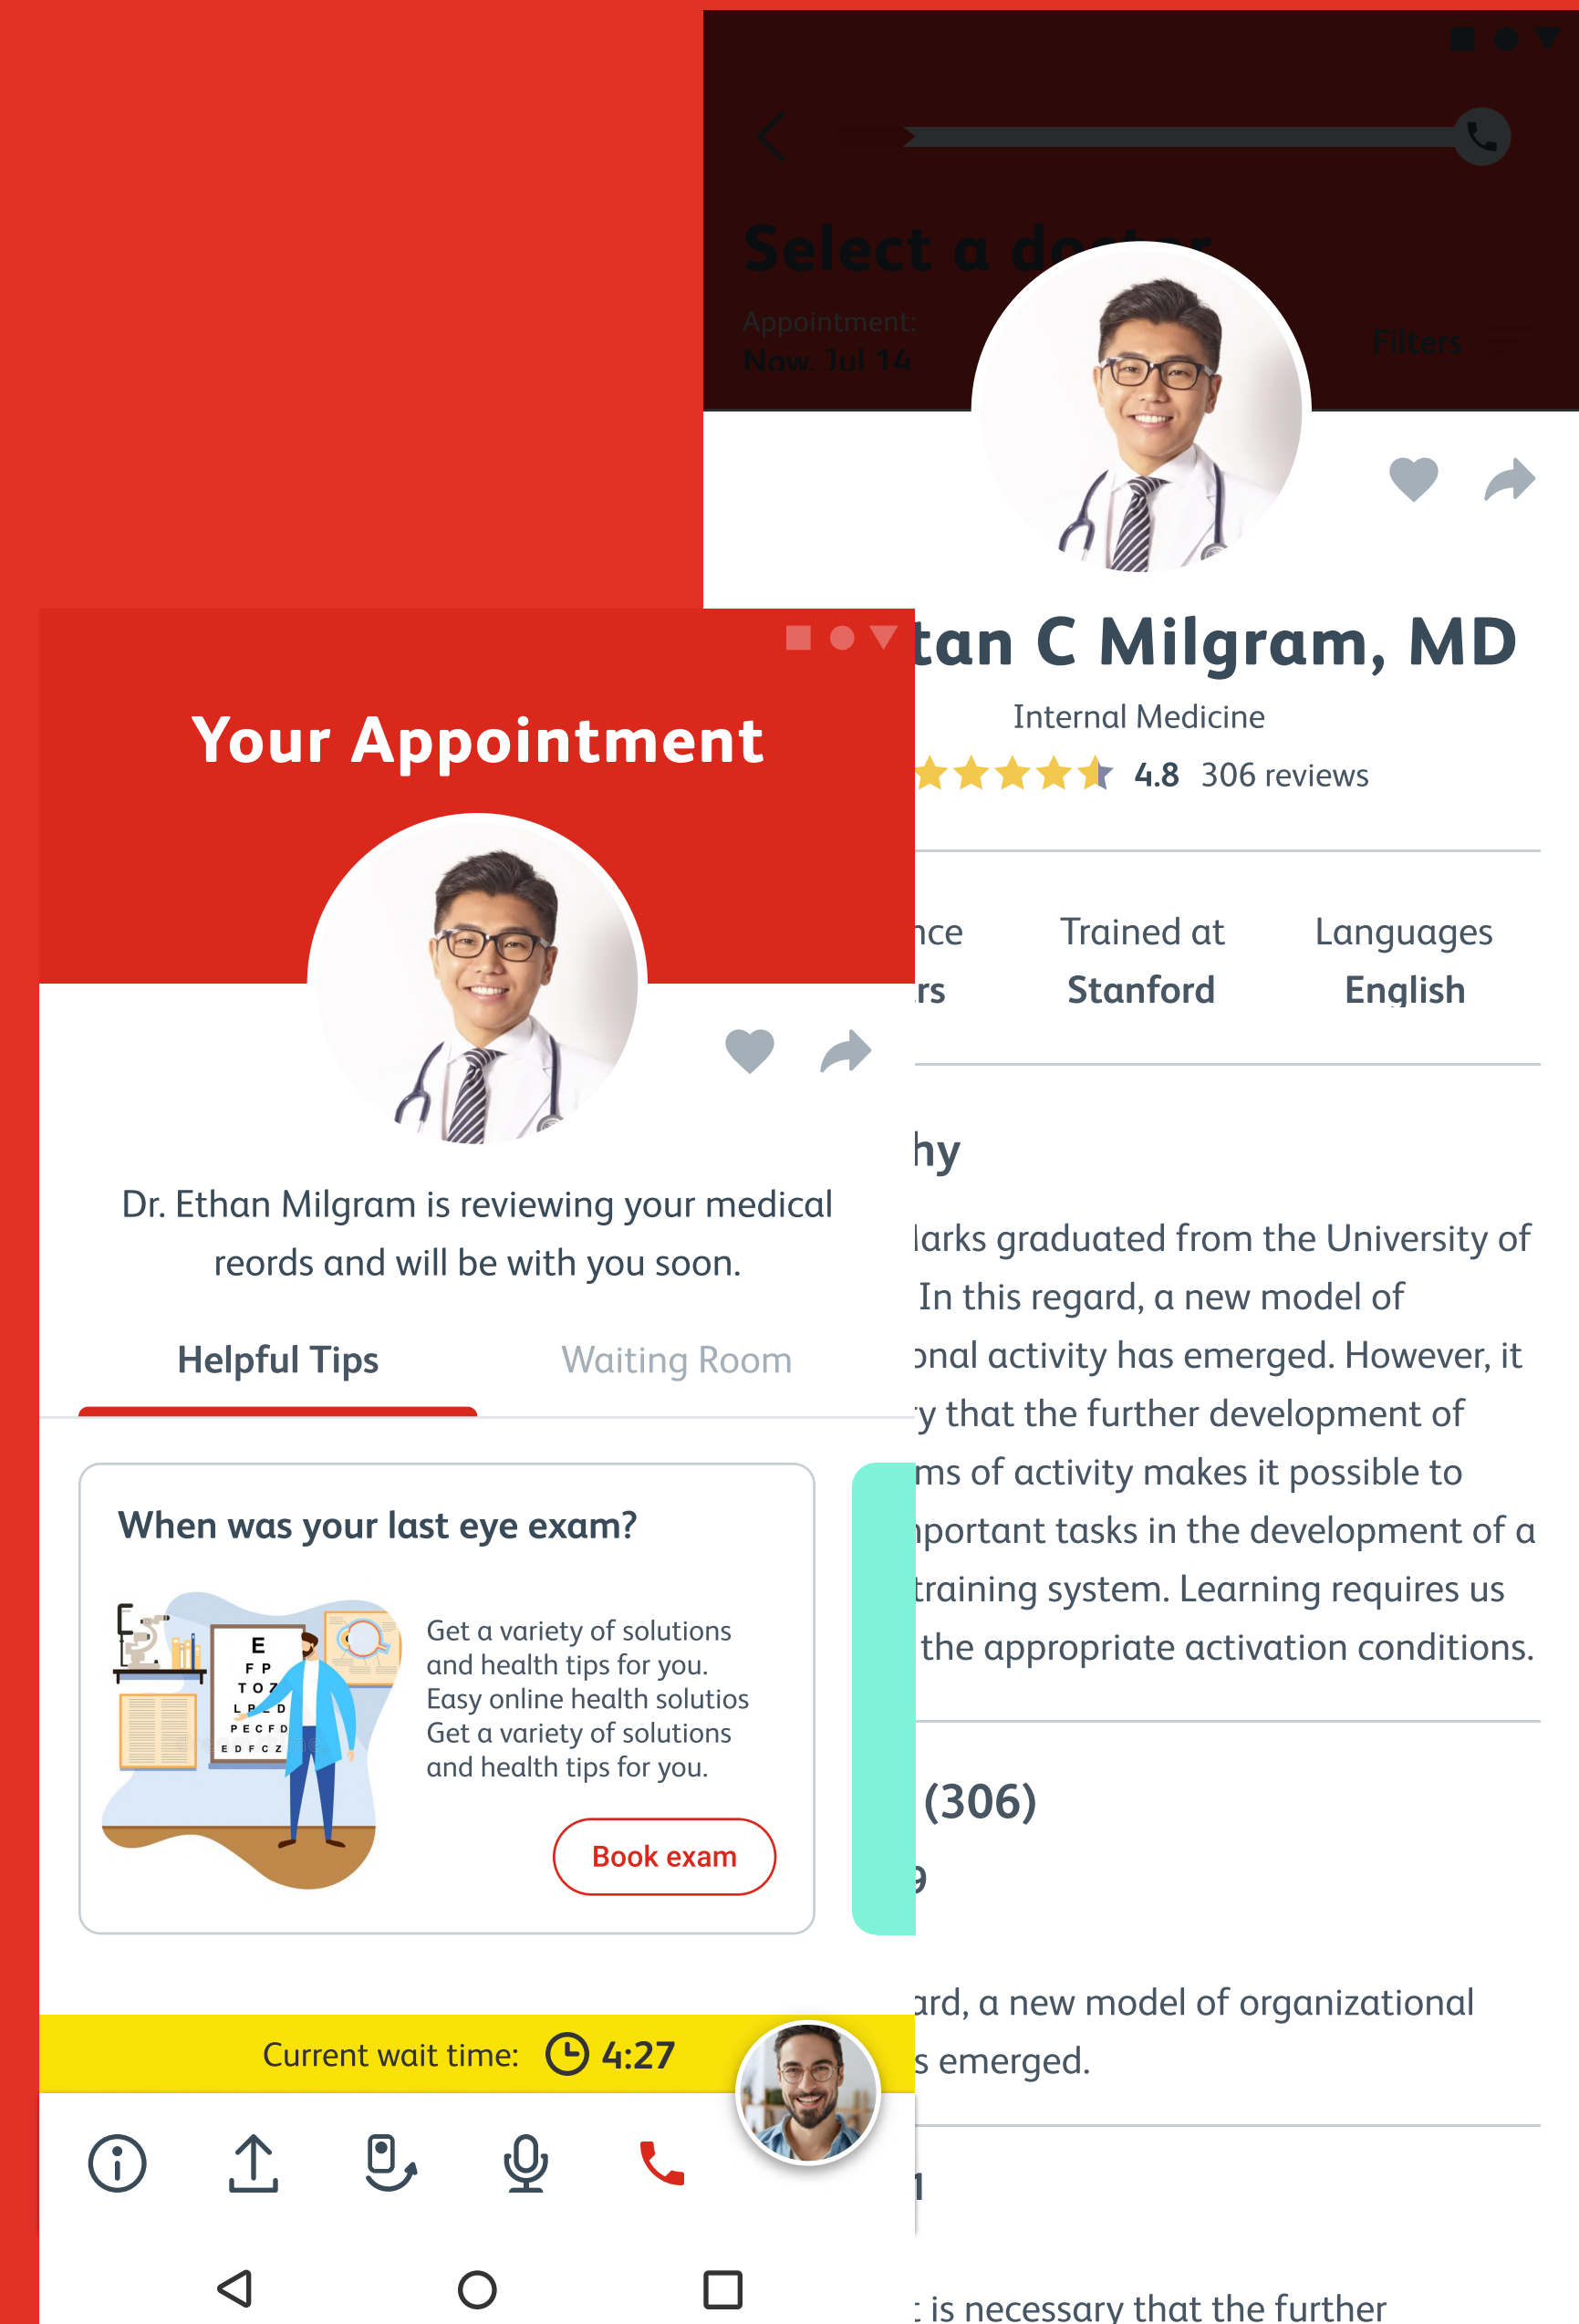 Select a doctor
Appointment:
Now, Jul 14
Filters
tan C Milgram, MD
Internal Medicine
4.8 306 reviews
nce
Trained at
Languages
rs
Stanford
English
hy
larks graduated from the University of
In this regard, a new model of
onal activity has emerged. However, it
ry that the further development of
ms of activity makes it possible to
portant tasks in the development of a
training system. Learning requires us
the appropriate activation conditions.
(306)
9
ard, a new model of organizational
s emerged.
1
t is necessary that the further
Your Appointment
Dr. Ethan Milgram is reviewing your medical
reords and will be with you soon.
Helpful Tips
Waiting Room
When was your last eye exam?
E
F P
T O Z
L P E D
P E C F D
E D F C Z
Get a variety of solutions
and health tips for you.
Easy online health solutios
Get a variety of solutions
and health tips for you.
Book exam
Current wait time: 4:27